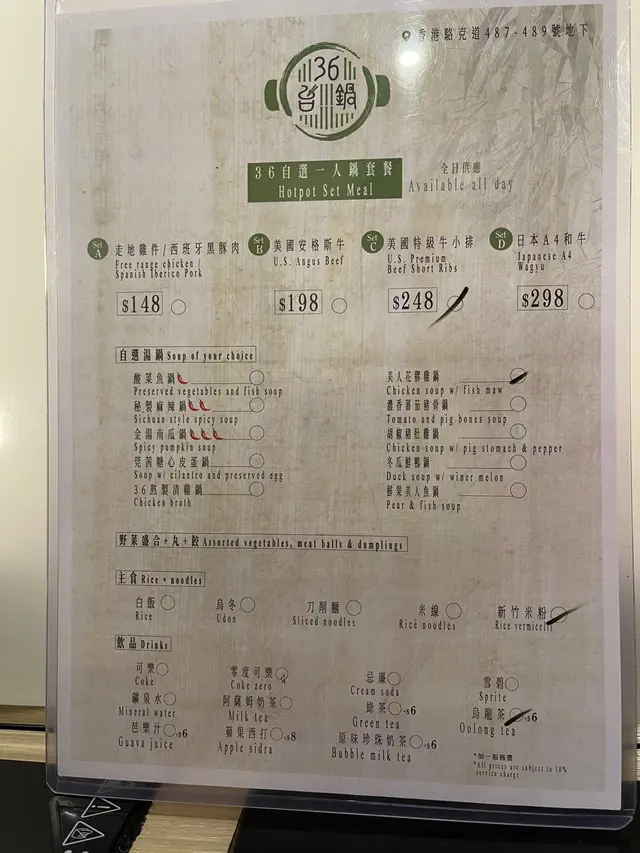 香港駱克道487-489號地下
36
台鍋
36自選一人鍋套餐
Hotpot Set Meal
全日供應
Available all day
Set A
走地雞件/西班牙黑豚肉
Free range chicken /
Spanish Iberico Pork
$148
Set B
美國安格斯牛
U.S. Angus Beef
$198
Set C
美國特級牛小排
U.S. Premium
Beef Short Ribs
$248
Set D
日本A4和牛
Japanese A4
Wagyu
$298
自選湯鍋 Soup of your choice
酸菜魚鍋
Preserved vegetables and fish soup
秘製麻辣鍋
Sichuan style spicy soup
金湯南瓜鍋
Spicy pumpkin soup
芫茜糖心皮蛋鍋
Soup w/ cilantro and preserved egg
36熬製清雞鍋
Chicken broth
美人花膠雞鍋
Chicken soup w/ fish maw
濃香蕃茄豬骨鍋
Tomato and pig bones soup
胡椒豬肚雞鍋
Chicken soup w/ pig stomach & pepper
冬瓜鮮鴨鍋
Duck soup w/ winer melon
鮮果美人魚鍋
Pear & fish soup
野菜盛合+丸+餃 Assorted vegetables, meat balls & dumplings
主食 Rice · noodles
白飯
Rice
烏冬
Udon
刀削麵
Sliced noodles
米線
Rice noodles
新竹米粉
Rice vermicelli
飲品 Drinks
可樂
Coke
零度可樂
Coke zero
忌廉
Cream soda
雪碧
Sprite
礦泉水
Mineral water
阿薩姆奶茶
Milk tea
綠茶 +$6
Green tea
烏龍茶 +$6
Oolong tea
芭樂汁 +$6
Guava juice
蘋果西打 +$8
Apple sidra
原味珍珠奶茶 +$6
Bubble milk tea
*加一服務費
*All prices are subject to 10%
service charge